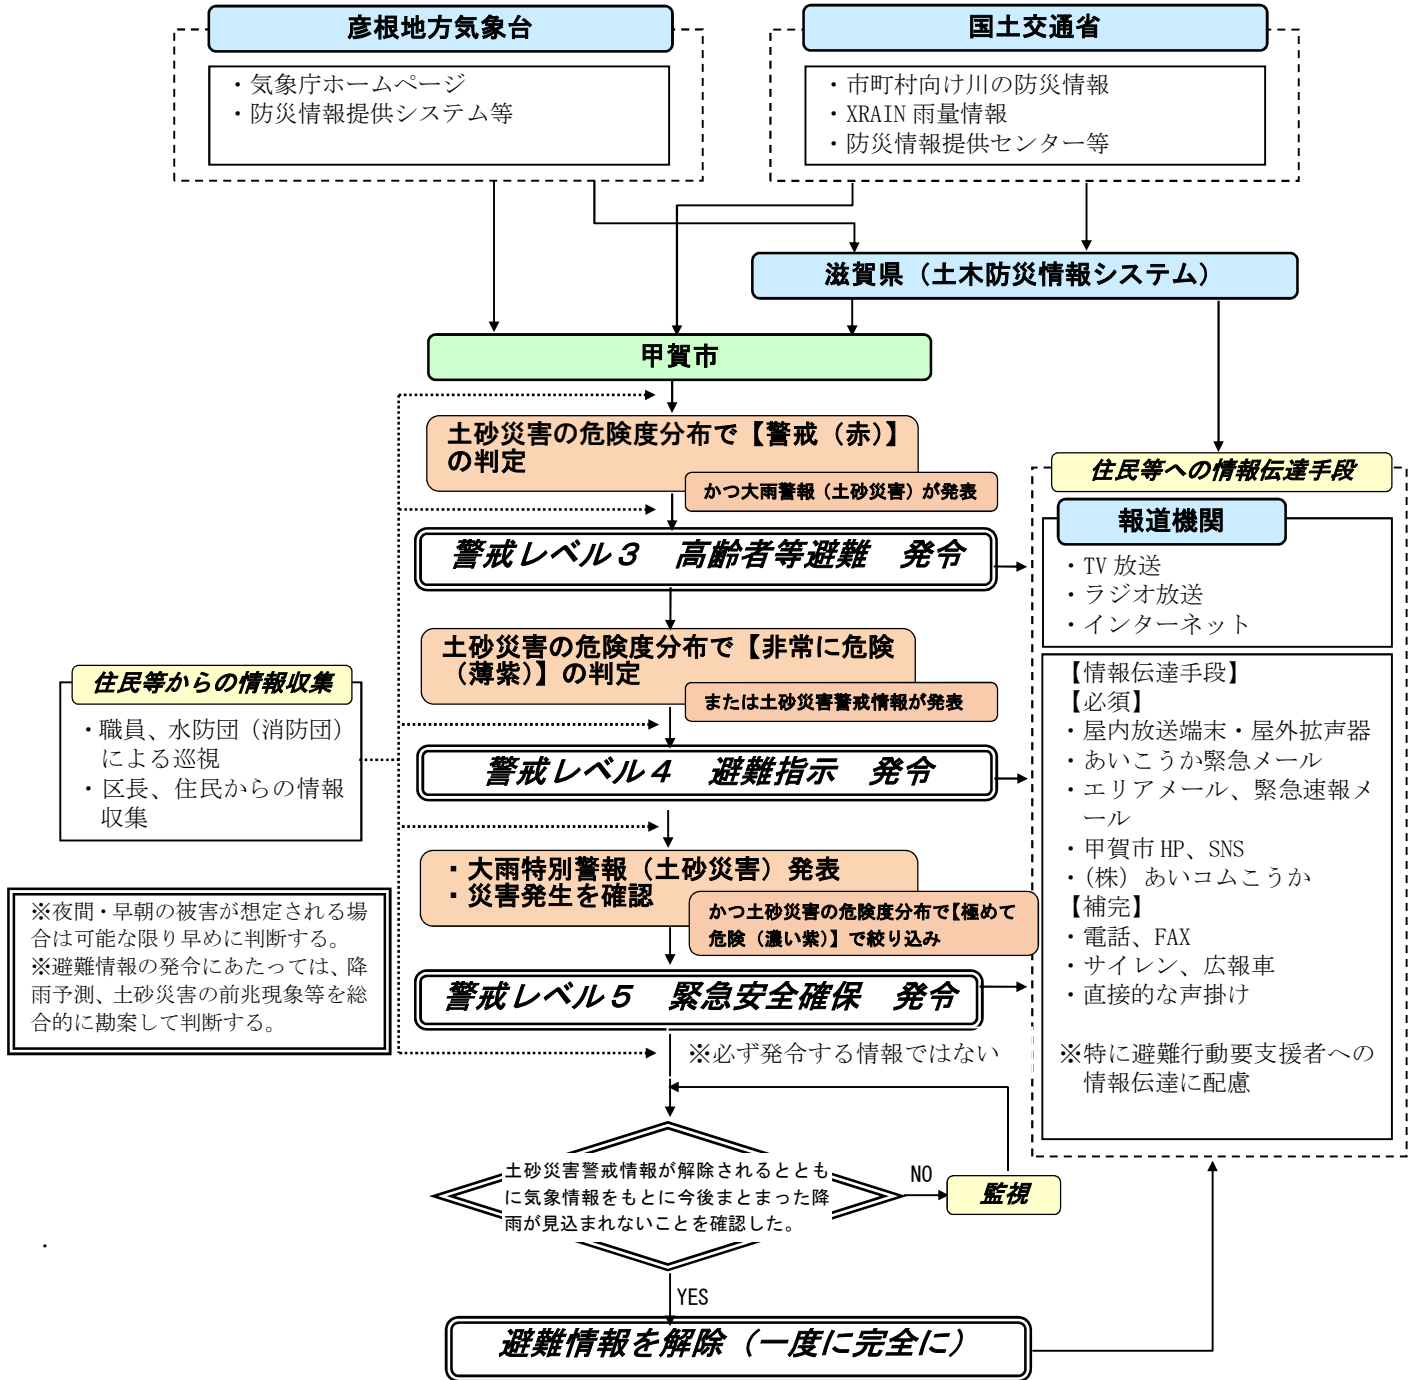 彦根地方気象台
・気象庁ホームページ
・防災情報提供システム等
国土交通省
・市町村向け川の防災情報
・XRAIN 雨量情報
・防災情報提供センター等
滋賀県（土木防災情報システム）
甲賀市
土砂災害の危険度分布で【警戒（赤）】
の判定
かつ大雨警報（土砂災害）が発表
警戒レベル３　高齢者等避難　発令
土砂災害の危険度分布で【非常に危険
（薄紫）】の判定
または土砂災害警戒情報が発表
警戒レベル４　避難指示　発令
・大雨特別警報（土砂災害）発表
・災害発生を確認
かつ土砂災害の危険度分布で【極めて
危険（濃い紫）】で絞り込み
警戒レベル５　緊急安全確保　発令
※必ず発令する情報ではない
住民等からの情報収集
・職員、水防団（消防団）
による巡視
・区長、住民からの情報
収集
※夜間・早朝の被害が想定される場
合は可能な限り早めに判断する。
※避難情報の発令にあたっては、降
雨予測、土砂災害の前兆現象等を総
合的に勘案して判断する。
住民等への情報伝達手段
報道機関
・TV 放送
・ラジオ放送
・インターネット
【情報伝達手段】
【必須】
・屋内放送端末・屋外拡声器
・あいこうか緊急メール
・エリアメール、緊急速報メ
ール
・甲賀市 HP、SNS
・(株）あいコムこうか
【補完】
・電話、FAX
・サイレン、広報車
・直接的な声掛け
※特に避難行動要支援者への
情報伝達に配慮
土砂災害警戒情報が解除されるととも
に気象情報をもとに今後まとまった降
雨が見込まれないことを確認した。
NO
監視
YES
避難情報を解除（一度に完全に）